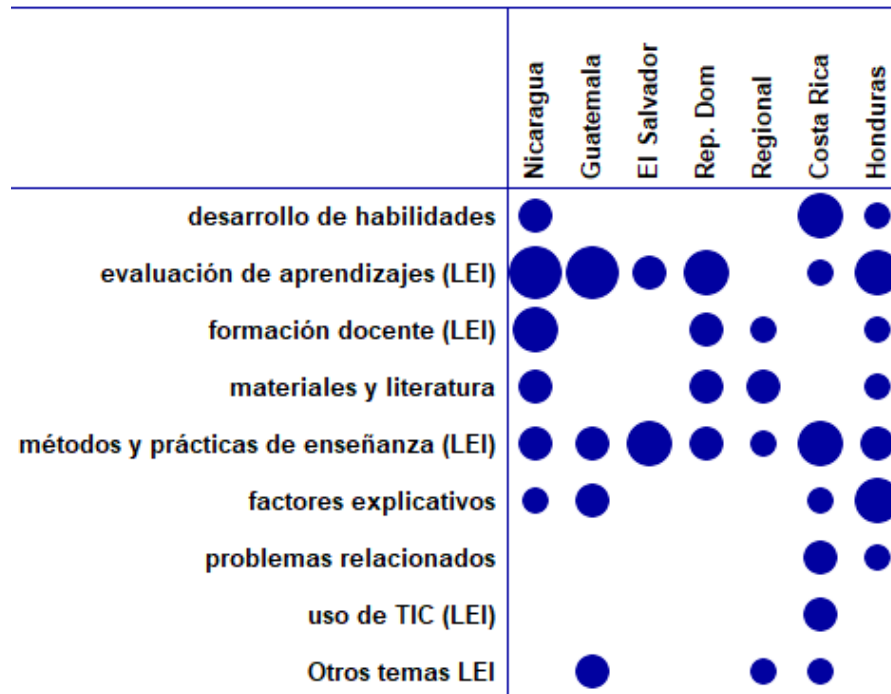 Nicaragua
Guatemala
El Salvador
Rep. Dom
Regional
Costa Rica
Honduras
desarrollo de habilidades
evaluación de aprendizajes (LEI)
formación docente (LEI)
materiales y literatura
métodos y prácticas de enseñanza (LEI)
factores explicativos
problemas relacionados
uso de TIC (LEI)
Otros temas LEI